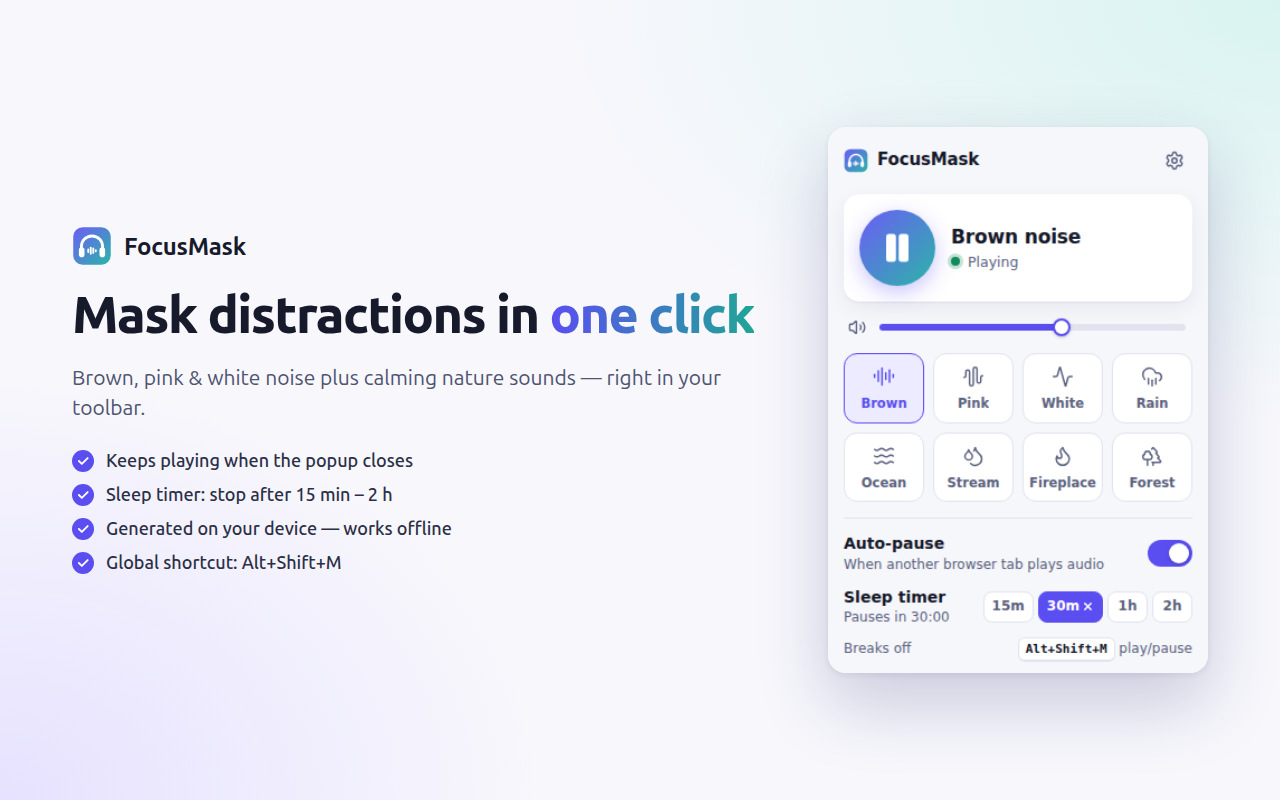 FocusMask
Mask distractions in one click
Brown, pink & white noise plus calming nature sounds — right in your
toolbar.
Keeps playing when the popup closes
Sleep timer: stop after 15 min – 2 h
Generated on your device — works offline
Global shortcut: Alt+Shift+M
FocusMask
Brown noise
Playing
Brown
Pink
White
Rain
Ocean
Stream
Fireplace
Forest
Auto-pause
When another browser tab plays audio
Sleep timer
Pauses in 30:00
15m
30m ×
1h
2h
Breaks off
Alt+Shift+M play/pause